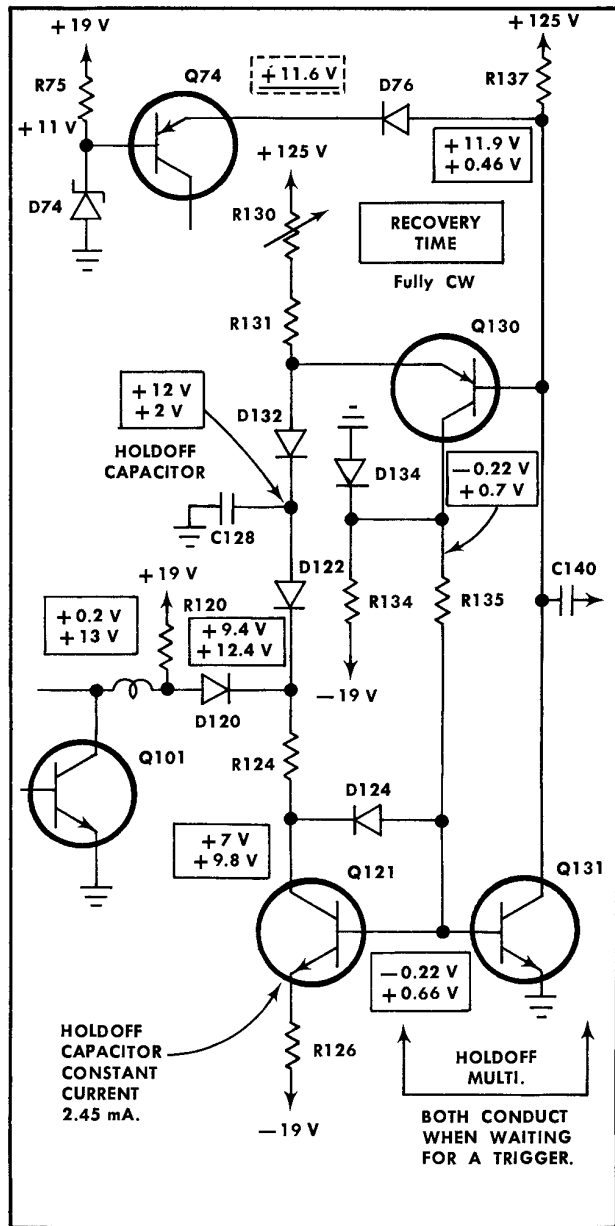 +19 V
+125 V
R75
Q74
+11.6 V
D76
R137
+11 V
+125 V
+11.9 V
+0.46 V
D74
R130
RECOVERY
TIME
Fully CW
R131
Q130
+12 V
+2 V
D132
HOLDOFF
CAPACITOR
D134
−0.22 V
+0.7 V
C128
D122
C140
+19 V
R120
R134
R135
+0.2 V
+13 V
+9.4 V
+12.4 V
−19 V
D120
Q101
R124
D124
+7 V
+9.8 V
Q121
Q131
−0.22 V
+0.66 V
HOLDOFF
CAPACITOR
CONSTANT
CURRENT
2.45 mA.
R126
HOLDOFF
MULTI.
−19 V
BOTH CONDUCT
WHEN WAITING
FOR A TRIGGER.